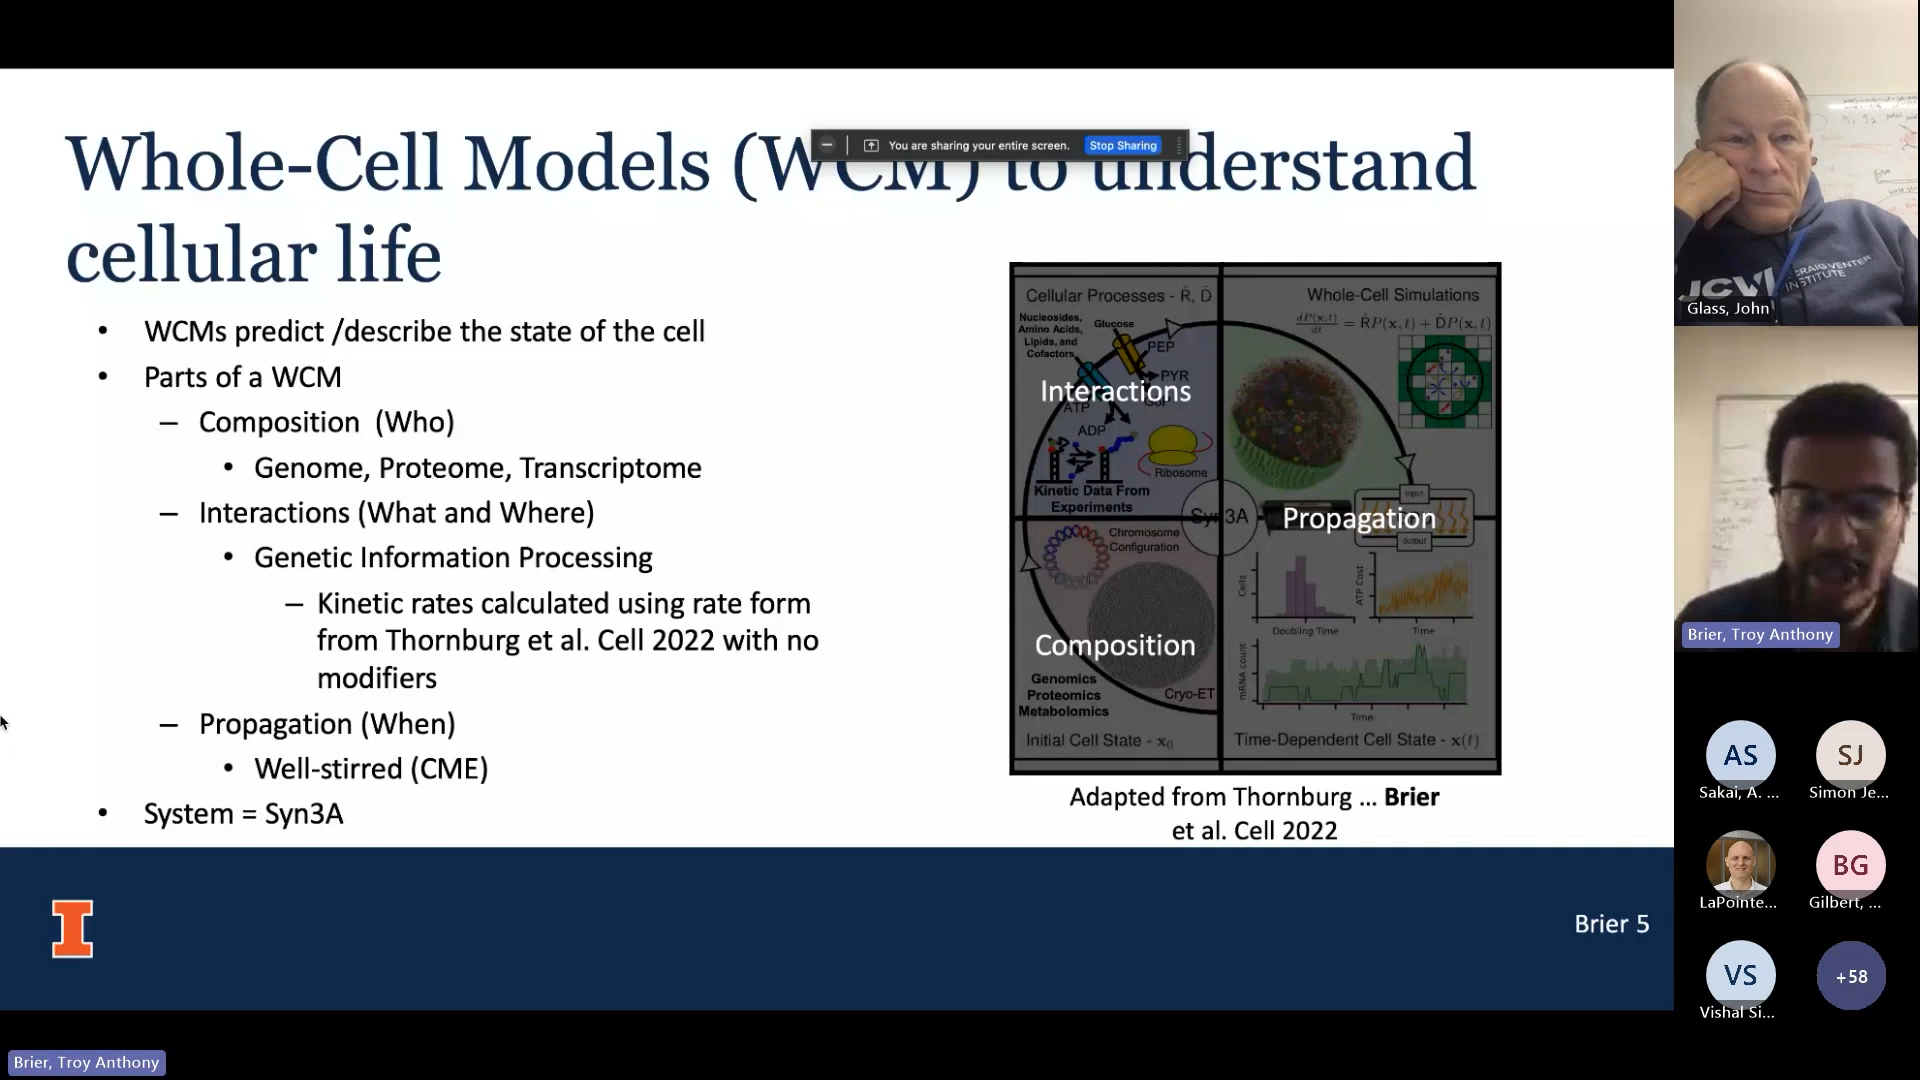 You are sharing your entire screen.
Stop Sharing
Whole-Cell Models (WCM) to understand
cellular life
• WCMs predict /describe the state of the cell
• Parts of a WCM
– Composition (Who)
• Genome, Proteome, Transcriptome
– Interactions (What and Where)
• Genetic Information Processing
– Kinetic rates calculated using rate form
from Thornburg et al. Cell 2022 with no
modifiers
– Propagation (When)
• Well-stirred (CME)
• System = Syn3A
Cellular Processes - R̂, D̂
Nucleosides,
Amino Acids,
Lipids, and
Cofactors
Glucose
PEP
PYR
Interactions
ATP
ADP
Ribosome
Kinetic Data From
Experiments
Whole-Cell Simulations
dP(x,t)/dt = R̂P(x,t) + D̂P(x,t)
Syn3A
Propagation
input
output
Chromosome
Configuration
Composition
Genomics
Proteomics
Metabolomics
Cryo-ET
Initial Cell State - x₀
Cells
Doubling Time
ATP Cost
Time
mRNA count
Time
Time-Dependent Cell State - x(t)
Adapted from Thornburg ... Brier
et al. Cell 2022
I
Brier 5
Brier, Troy Anthony
JCVI
CRAIG VENTER
INSTITUTE
Glass, John
Brier, Troy Anthony
AS
Sakai, A. ...
SJ
Simon Je...
LaPointe...
BG
Gilbert, ...
VS
Vishal Si...
+58